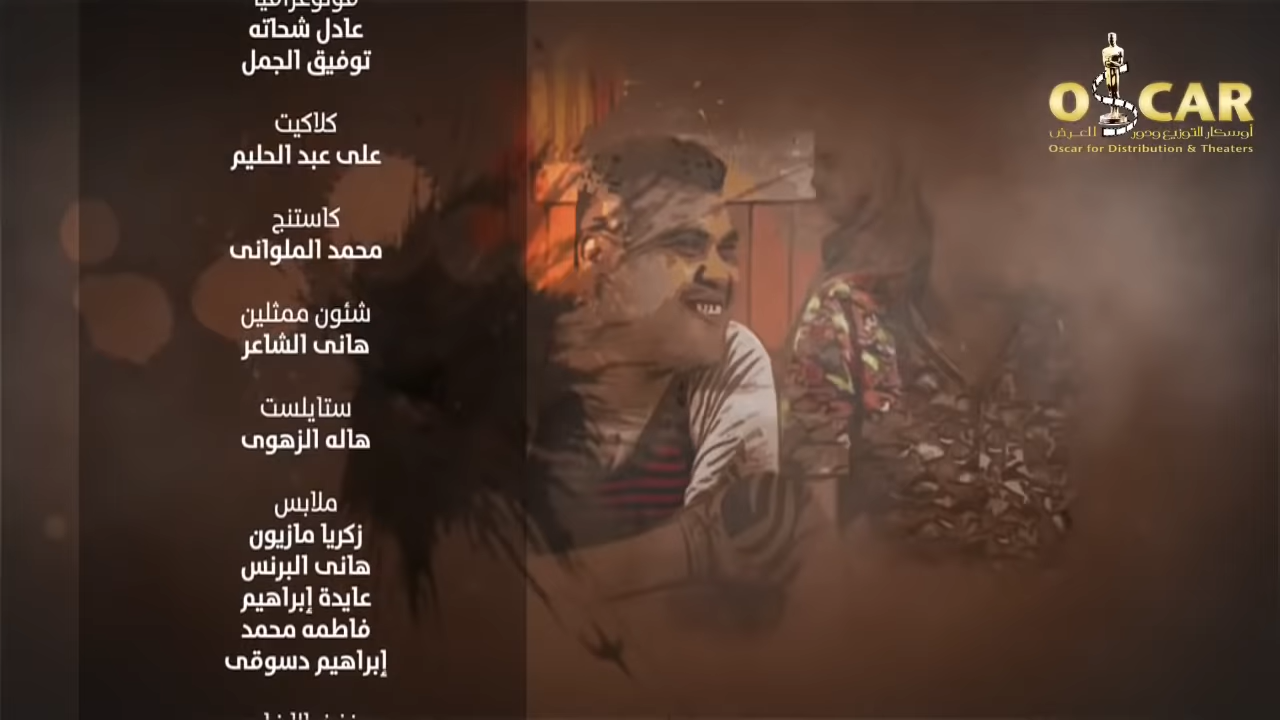 فوتوغرافيا
عادل شحاته
توفيق الجمل
كلاكيت
على عبد الحليم
كاستنج
محمد الملوانى
شئون ممثلين
هانى الشاعر
ستايلست
هاله الزهوى
ملابس
زكريا مازيون
هانى البرنس
عايدة إبراهيم
فاطمه محمد
إبراهيم دسوقى
OSCAR
أوسكار للتوزيع ودور العرض
Oscar for Distribution & Theaters